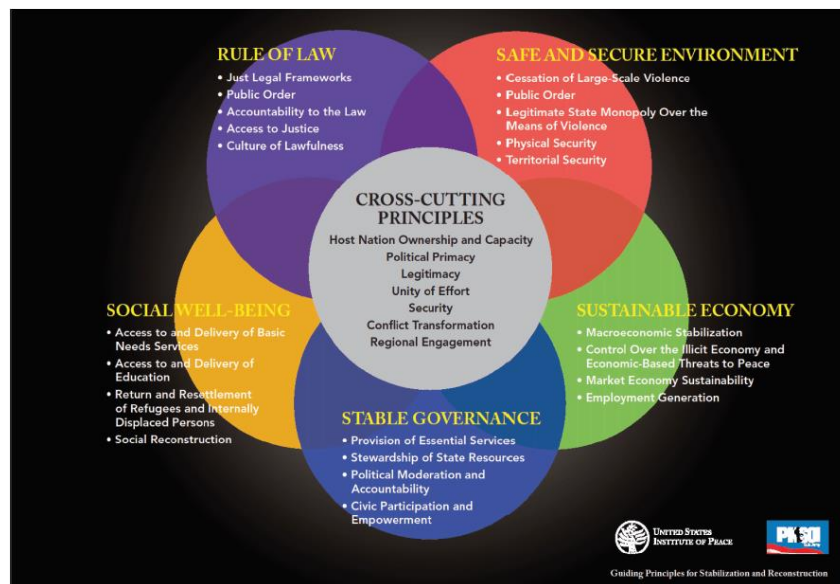 RULE OF LAW
• Just Legal Frameworks
• Public Order
• Accountability to the Law
• Access to Justice
• Culture of Lawfulness
SAFE AND SECURE ENVIRONMENT
• Cessation of Large-Scale Violence
• Public Order
• Legitimate State Monopoly Over the
Means of Violence
• Physical Security
• Territorial Security
CROSS-CUTTING
PRINCIPLES
Host Nation Ownership and Capacity
Political Primacy
Legitimacy
Unity of Effort
Security
Conflict Transformation
Regional Engagement
SOCIAL WELL-BEING
• Access to and Delivery of Basic
Needs Services
• Access to and Delivery of
Education
• Return and Resettlement
of Refugees and Internally
Displaced Persons
• Social Reconstruction
SUSTAINABLE ECONOMY
• Macroeconomic Stabilization
• Control Over the Illicit Economy and
Economic-Based Threats to Peace
• Market Economy Sustainability
• Employment Generation
STABLE GOVERNANCE
• Provision of Essential Services
• Stewardship of State Resources
• Political Moderation and
Accountability
• Civic Participation and
Empowerment
UNITED STATES
INSTITUTE OF PEACE
PKSOI
Guiding Principles for Stabilization and Reconstruction